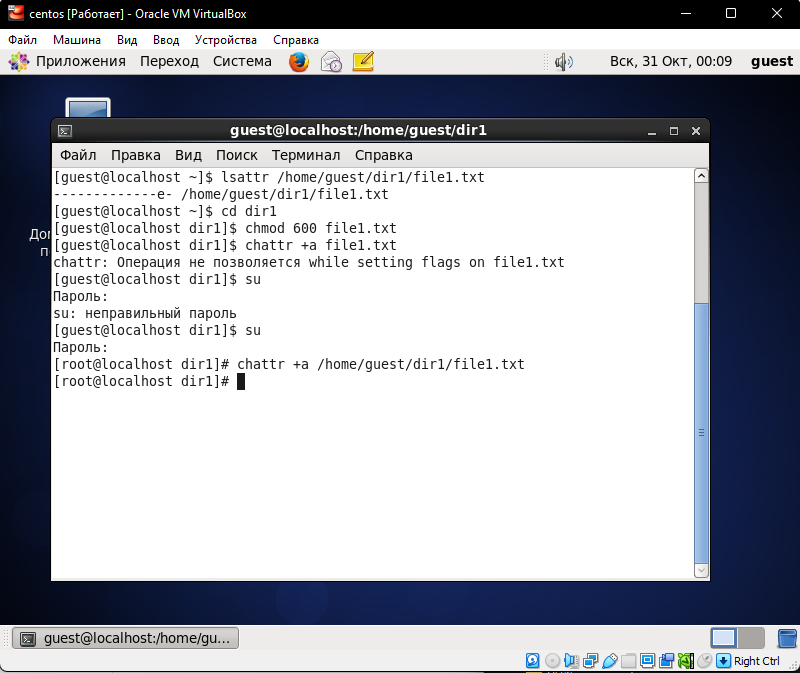 centos [Работает] - Oracle VM VirtualBox
Файл Машина Вид Ввод Устройства Справка
Приложения Переход Система Вск, 31 Окт, 00:09 guest
guest@localhost:/home/guest/dir1
Файл Правка Вид Поиск Терминал Справка
[guest@localhost ~]$ lsattr /home/guest/dir1/file1.txt
-------------e- /home/guest/dir1/file1.txt
[guest@localhost ~]$ cd dir1
[guest@localhost dir1]$ chmod 600 file1.txt
[guest@localhost dir1]$ chattr +a file1.txt
chattr: Операция не позволяется while setting flags on file1.txt
[guest@localhost dir1]$ su
Пароль:
su: неправильный пароль
[guest@localhost dir1]$ su
Пароль:
[root@localhost dir1]# chattr +a /home/guest/dir1/file1.txt
[root@localhost dir1]#
guest@localhost:/home/gu...
Right Ctrl